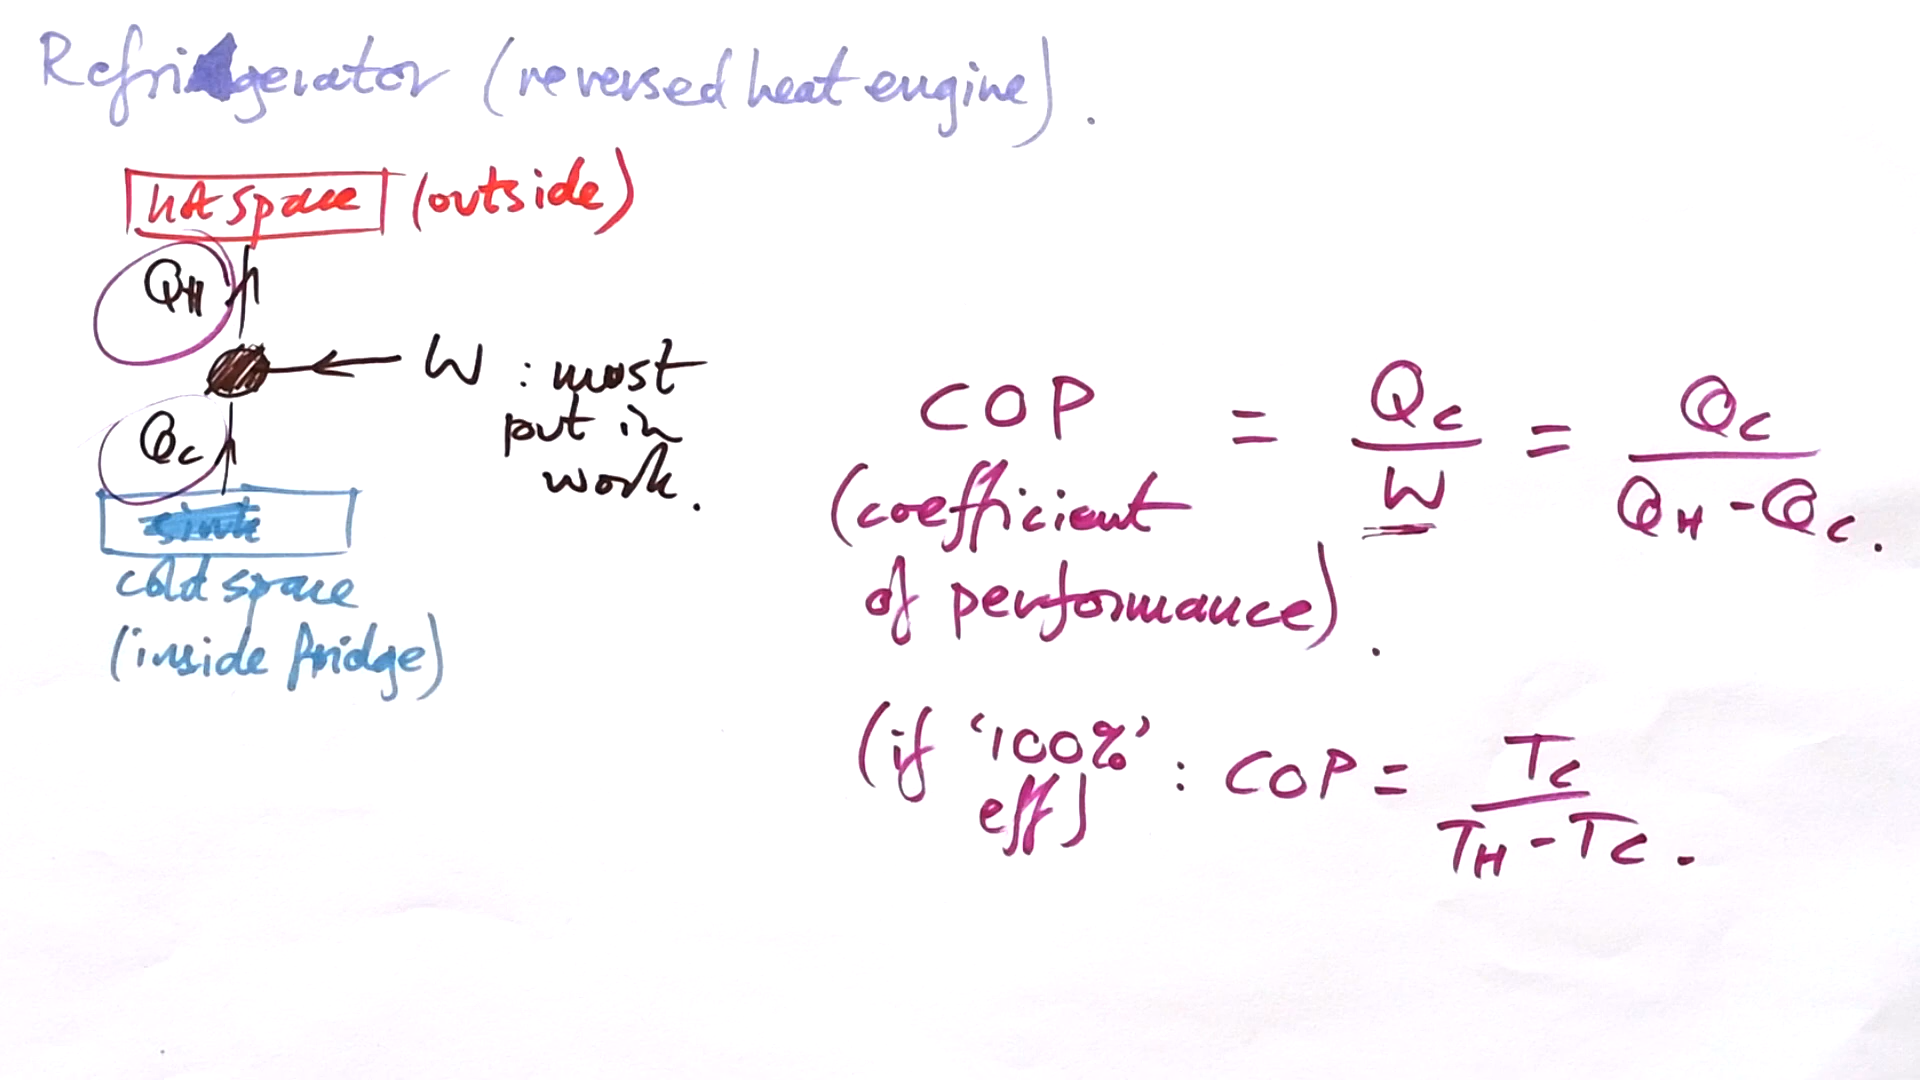 Refrigerator (reversed heat engine).
hot space (outside)
QH
W : must
put in
work.
QC
sink
cold space
(inside fridge)
COP = QC / W = QC / QH - QC.
(coefficient
of performance).
(if '100%'
eff) : COP = TC / TH - TC.